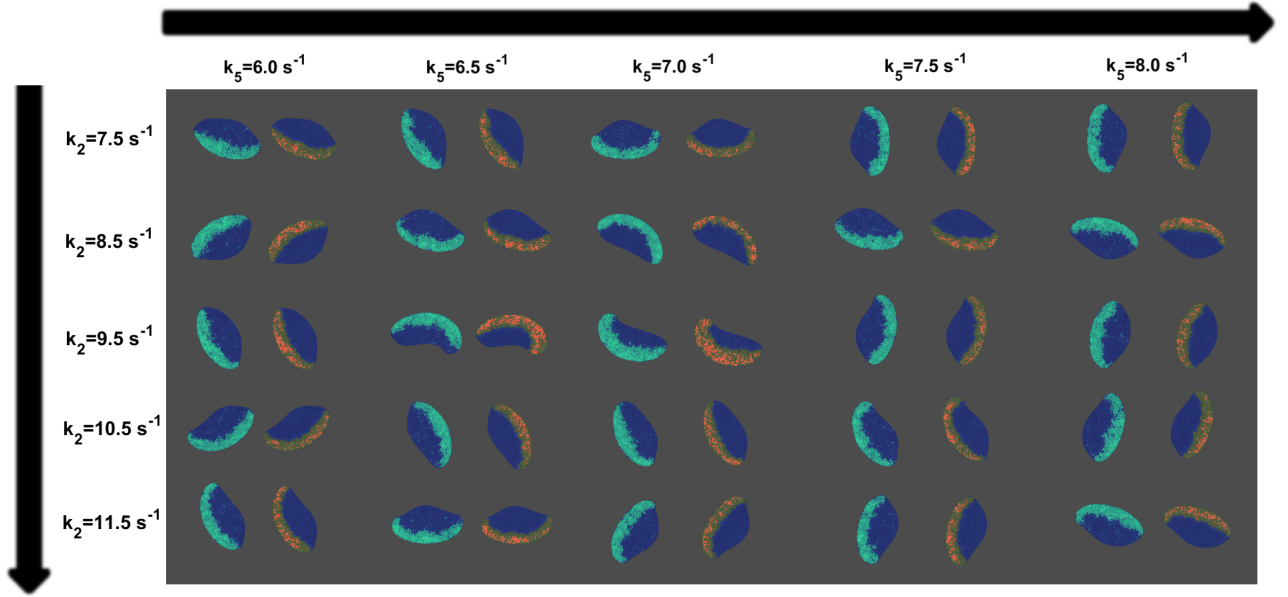 k5=6.0 s-1 k5=6.5 s-1 k5=7.0 s-1 k5=7.5 s-1 k5=8.0 s-1
k2=7.5 s-1
k2=8.5 s-1
k2=9.5 s-1
k2=10.5 s-1
k2=11.5 s-1